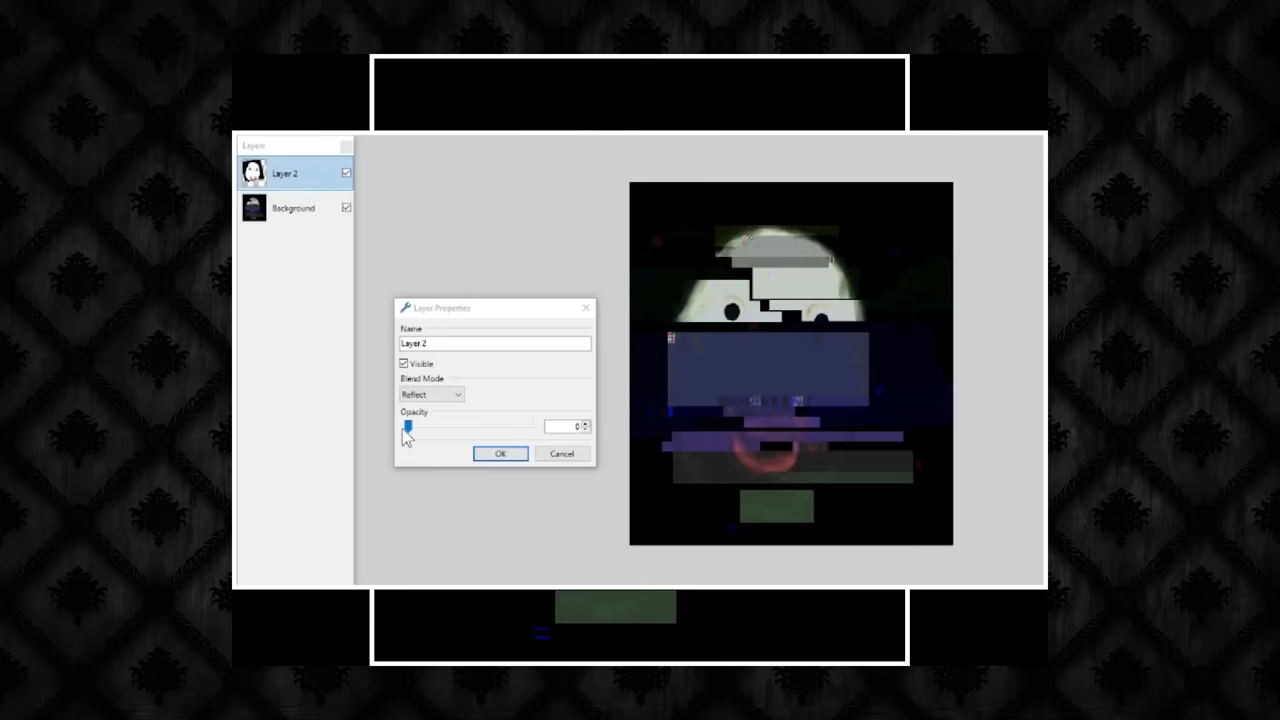 Layers
Layer 2
Background
Layer Properties
Name
Layer 2
Visible
Blend Mode
Reflect
Opacity
0
OK
Cancel